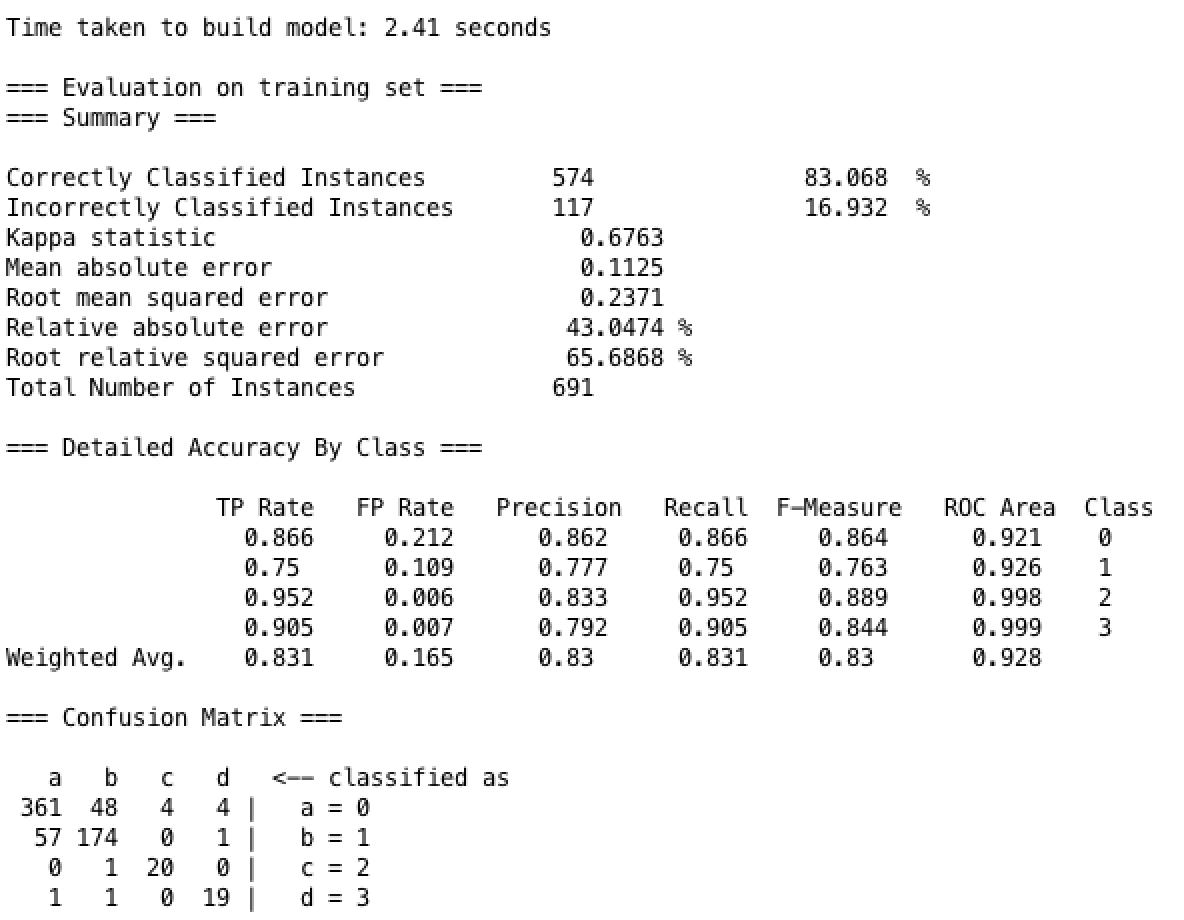 Time taken to build model: 2.41 seconds
=== Evaluation on training set ===
=== Summary ===
Correctly Classified Instances         574               83.068  %
Incorrectly Classified Instances       117               16.932  %
Kappa statistic                          0.6763
Mean absolute error                      0.1125
Root mean squared error                  0.2371
Relative absolute error                 43.0474 %
Root relative squared error             65.6868 %
Total Number of Instances              691
=== Detailed Accuracy By Class ===
               TP Rate   FP Rate   Precision   Recall  F-Measure   ROC Area  Class
                 0.866     0.212      0.862     0.866      0.864      0.921    0
                 0.75      0.109      0.777     0.75       0.763      0.926    1
                 0.952     0.006      0.833     0.952      0.889      0.998    2
                 0.905     0.007      0.792     0.905      0.844      0.999    3
Weighted Avg.    0.831     0.165      0.83      0.831      0.83       0.928
=== Confusion Matrix ===
   a   b   c   d   <-- classified as
 361  48   4   4 |   a = 0
  57 174   0   1 |   b = 1
   0   1  20   0 |   c = 2
   1   1   0  19 |   d = 3